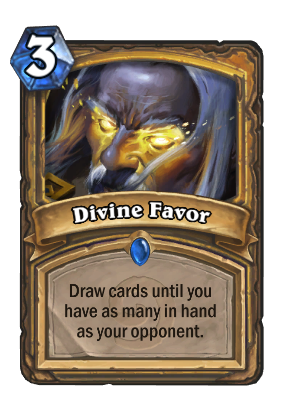 3
Divine Favor
Draw cards until you
have as many in hand
as your opponent.